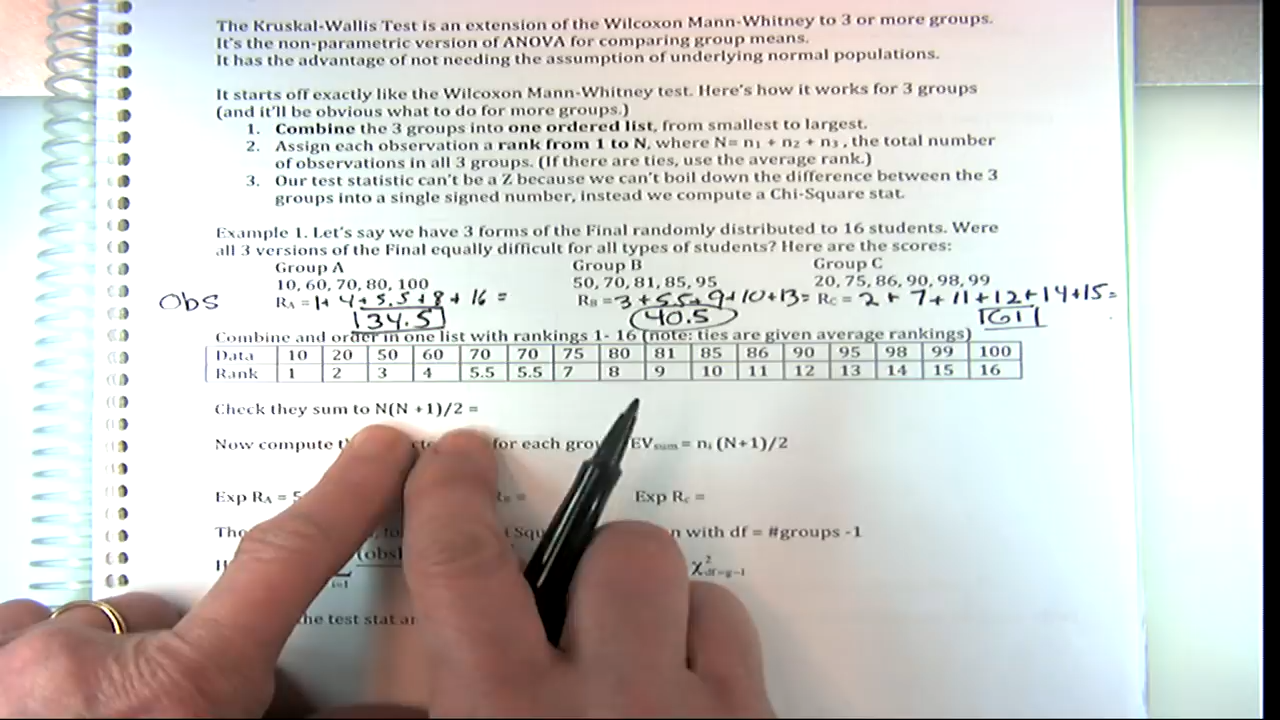 The Kruskal-Wallis Test is an extension of the Wilcoxon Mann-Whitney to 3 or more groups.
It's the non-parametric version of ANOVA for comparing group means.
It has the advantage of not needing the assumption of underlying normal populations.
It starts off exactly like the Wilcoxon Mann-Whitney test. Here's how it works for 3 groups
(and it'll be obvious what to do for more groups.)
1. Combine the 3 groups into one ordered list, from smallest to largest.
2. Assign each observation a rank from 1 to N, where N= n₁ + n₂ + n₃ , the total number
of observations in all 3 groups. (If there are ties, use the average rank.)
3. Our test statistic can't be a Z because we can't boil down the difference between the 3
groups into a single signed number, instead we compute a Chi-Square stat.
Example 1. Let's say we have 3 forms of the Final randomly distributed to 16 students. Were
all 3 versions of the Final equally difficult for all types of students? Here are the scores:
Group A Group B Group C
10, 60, 70, 80, 100 50, 70, 81, 85, 95 20, 75, 86, 90, 98, 99
Obs R_A = 1+ 4+5.5+8+ 16 = R_B = 3+5.5+9+10+13= R_C = 2+7+11+12+14+15=
34.5 40.5 61
Combine and order in one list with rankings 1- 16 (note: ties are given average rankings)
Data 10 20 50 60 70 70 75 80 81 85 86 90 95 98 99 100
Rank 1 2 3 4 5.5 5.5 7 8 9 10 11 12 13 14 15 16
Check they sum to N(N +1)/2 =
Now compute for each EV_sum = nᵢ (N+1)/2
Exp R_A = 5 = Exp R_c =
with df = #groups -1
(obs χ²_df=g-1
i=1
the test stat